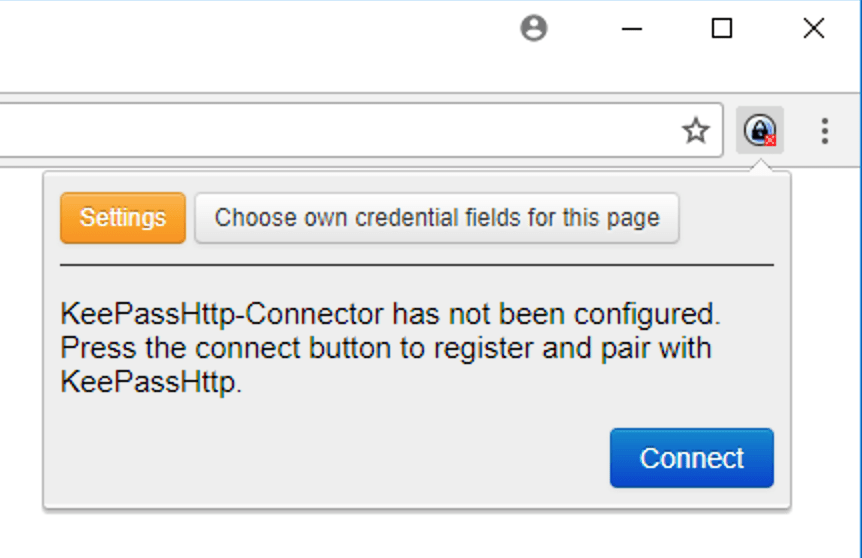 Settings
Choose own credential fields for this page
KeePassHttp-Connector has not been configured.
Press the connect button to register and pair with
KeePassHttp.
Connect